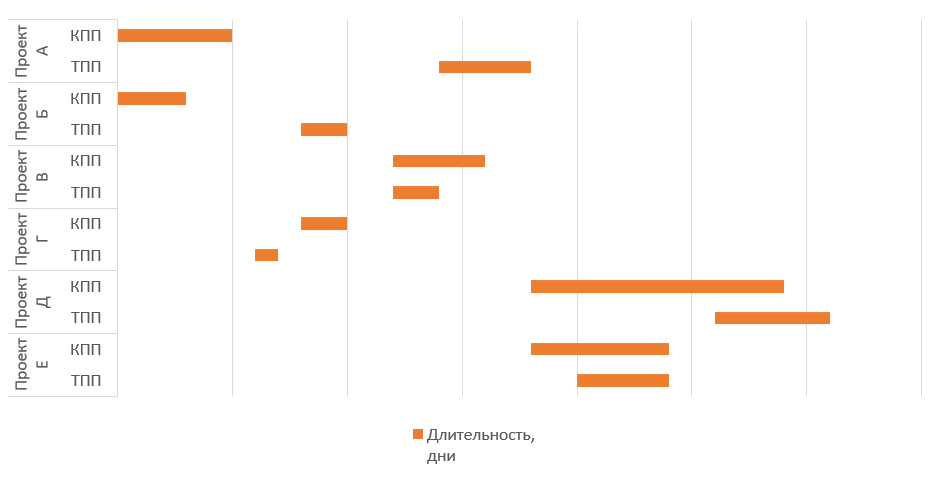 Проект
А
КПП
ТПП
Проект
Б
КПП
ТПП
Проект
В
КПП
ТПП
Проект
Г
КПП
ТПП
Проект
Д
КПП
ТПП
Проект
Е
КПП
ТПП
Длительность,
дни